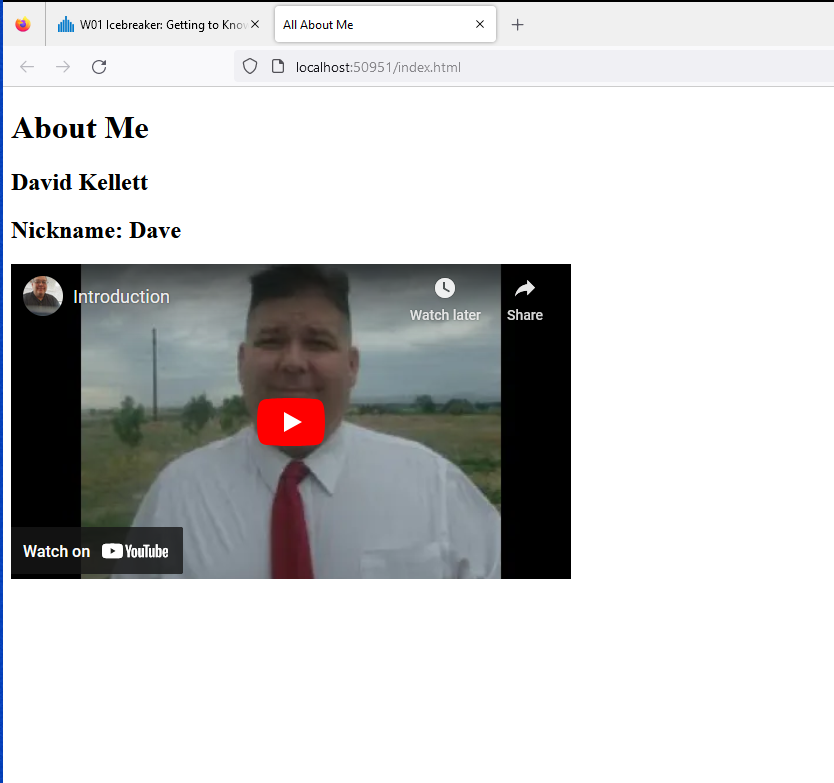 W01 Icebreaker: Getting to Know
All About Me
localhost:50951/index.html
About Me
David Kellett
Nickname: Dave
Introduction
Watch later
Share
Watch on YouTube